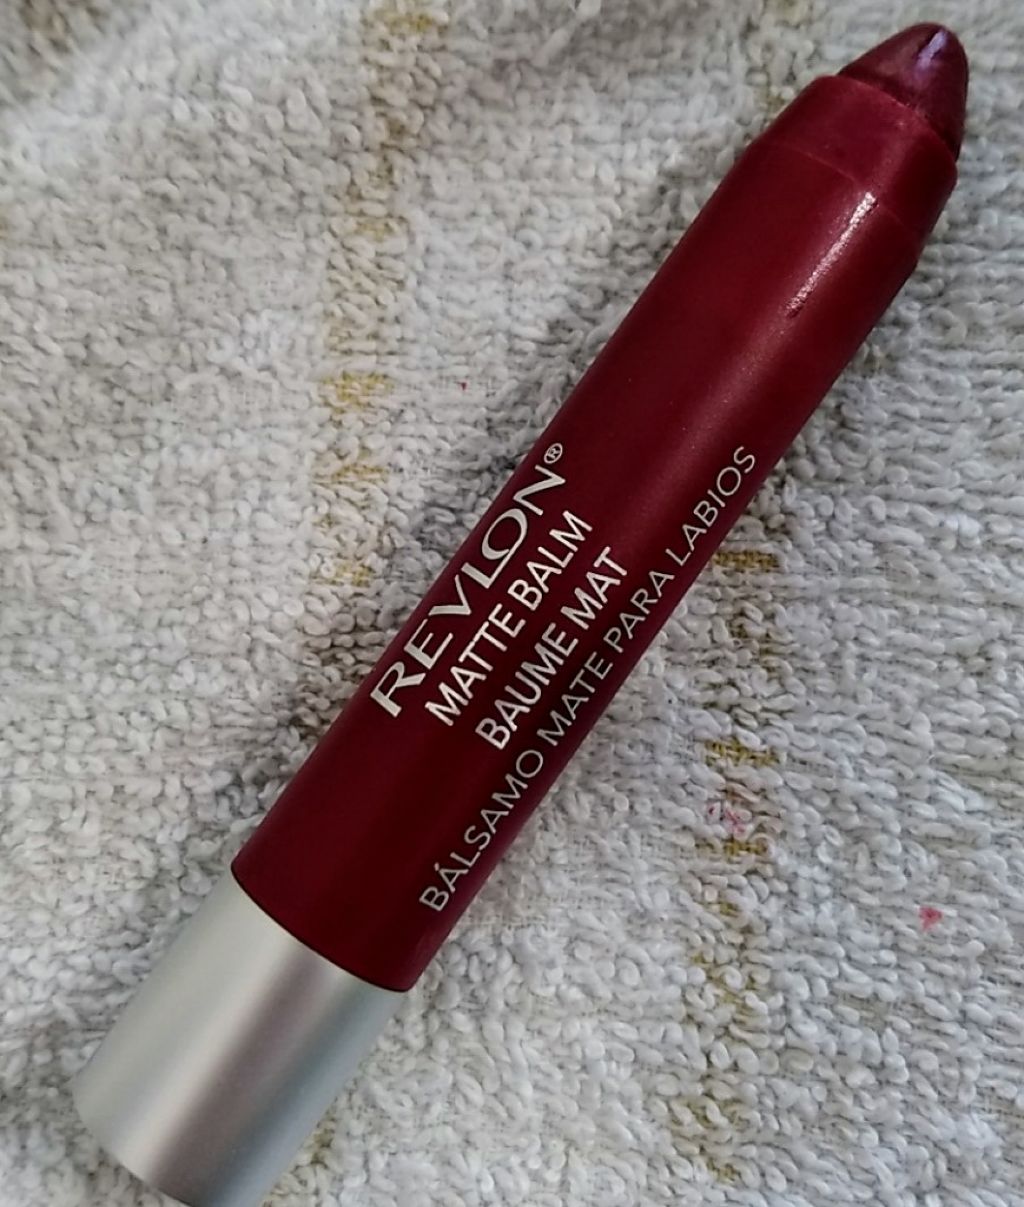 REVLON®
MATTE BALM
BAUME MAT
BÁLSAMO MATE PARA LABIOS